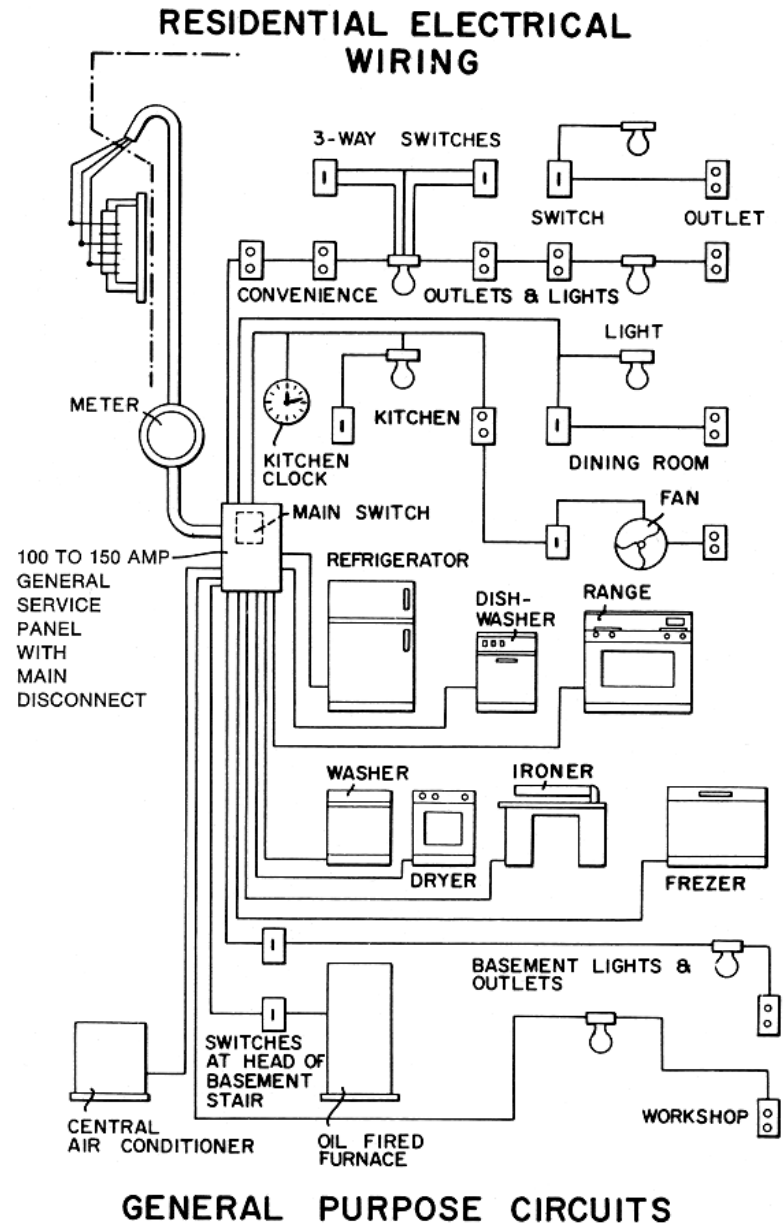 RESIDENTIAL ELECTRICAL
WIRING
3-WAY SWITCHES
SWITCH
OUTLET
CONVENIENCE
OUTLETS & LIGHTS
LIGHT
METER
KITCHEN
CLOCK
KITCHEN
DINING ROOM
FAN
MAIN SWITCH
100 TO 150 AMP
GENERAL
SERVICE
PANEL
WITH
MAIN
DISCONNECT
REFRIGERATOR
DISH-
WASHER
RANGE
WASHER
DRYER
IRONER
FREZER
BASEMENT LIGHTS &
OUTLETS
SWITCHES
AT HEAD OF
BASEMENT
STAIR
CENTRAL
AIR CONDITIONER
OIL FIRED
FURNACE
WORKSHOP
GENERAL PURPOSE CIRCUITS